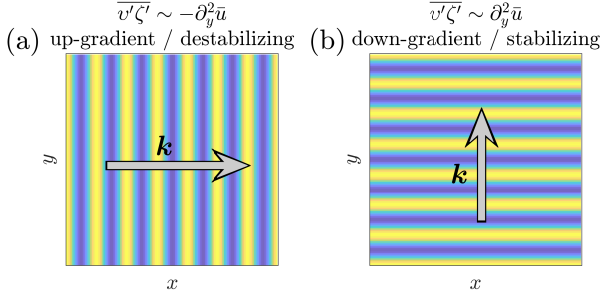 $\overline{v'\zeta'} \sim -\partial_y^2 \bar{u}$
up-gradient / destabilizing
(a)
k
y
x
$\overline{v'\zeta'} \sim \partial_y^2 \bar{u}$
down-gradient / stabilizing
(b)
k
y
x